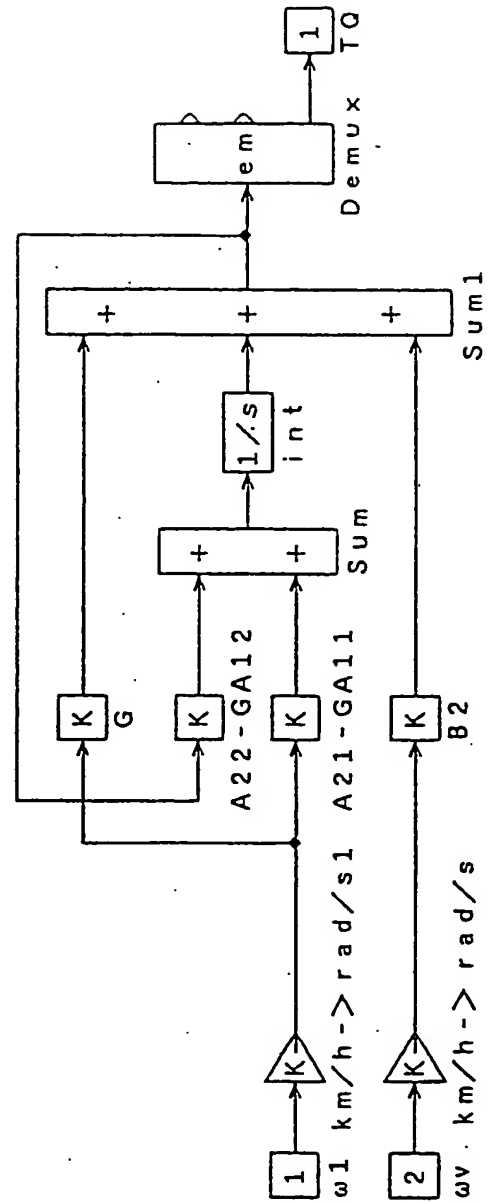 1
ω1
km/h->rad/s1
K
2
ωv
km/h->rad/s
K
K
G
K
A22-GA12
K
A21-GA11
K
B2
+
+
Sum
1/s
int
+
+
+
Sum1
em
Demux
1
TQ